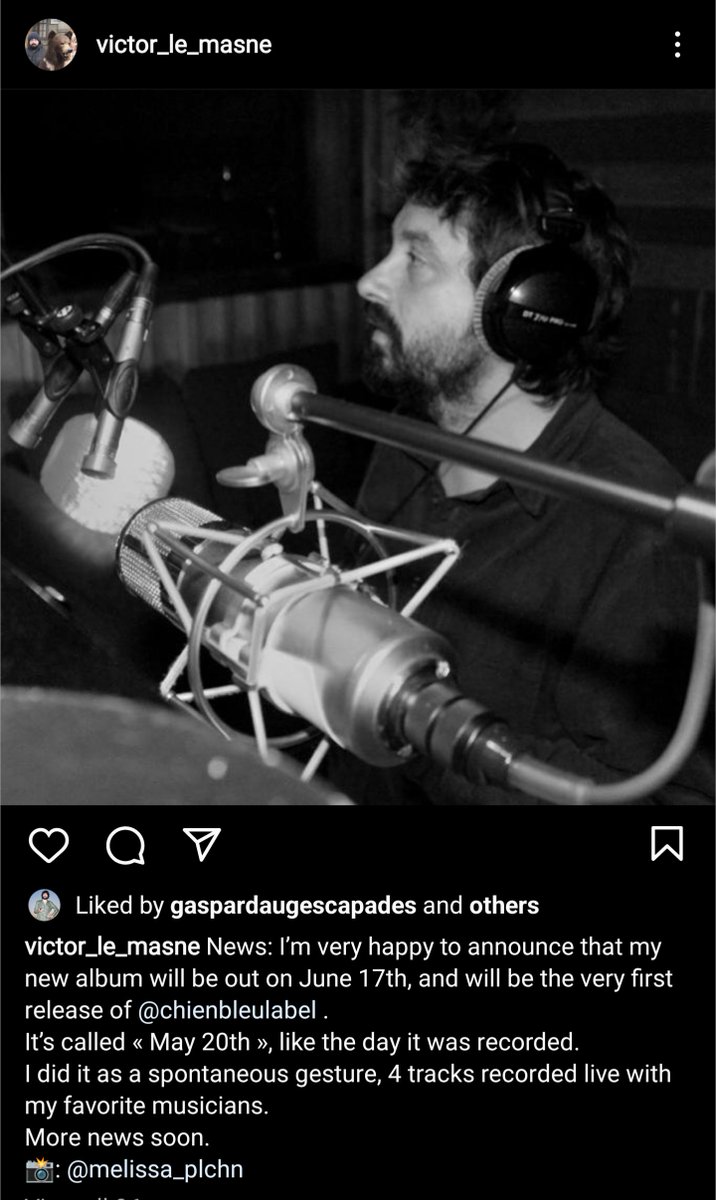 victor_le_masne
DT 770 PRO
Liked by gaspardaugescapades and others
victor_le_masne News: I’m very happy to announce that my
new album will be out on June 17th, and will be the very first
release of @chienbleulabel .
It’s called « May 20th », like the day it was recorded.
I did it as a spontaneous gesture, 4 tracks recorded live with
my favorite musicians.
More news soon.
📸: @melissa_plchn